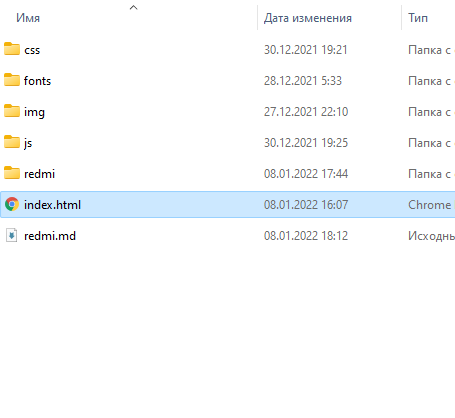 Имя Дата изменения Тип
css 30.12.2021 19:21 Папка с
fonts 28.12.2021 5:33 Папка с
img 27.12.2021 22:10 Папка с
js 30.12.2021 19:25 Папка с
redmi 08.01.2022 17:44 Папка с
index.html 08.01.2022 16:07 Chrome
redmi.md 08.01.2022 18:12 Исходны